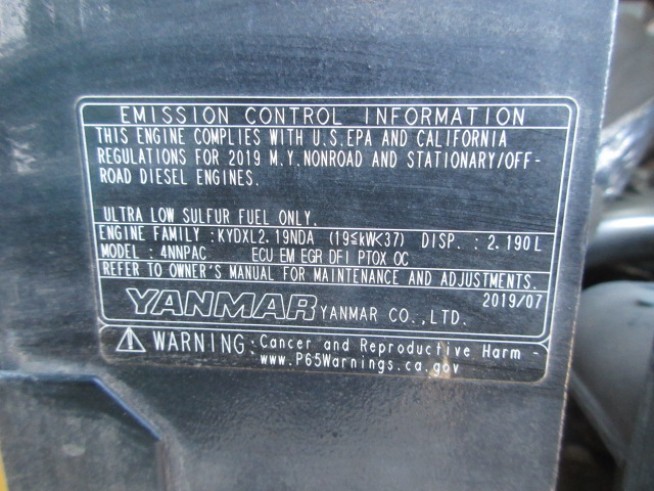 EMISSION CONTROL INFORMATION
THIS ENGINE COMPLIES WITH U.S.EPA AND CALIFORNIA
REGULATIONS FOR 2019 M.Y.NONROAD AND STATIONARY/OFF-
ROAD DIESEL ENGINES.
ULTRA LOW SULFUR FUEL ONLY.
ENGINE FAMILY :KYDXL2.19NDA (19≤kW<37) DISP.:2.190L
MODEL : 4NNPAC ECU EM EGR DFI PTOX OC
REFER TO OWNER'S MANUAL FOR MAINTENANCE AND ADJUSTMENTS.
2019/07
YANMAR YANMAR CO.,LTD.
WARNING:Cancer and Reproductive Harm -
www.P65Warnings.ca.gov